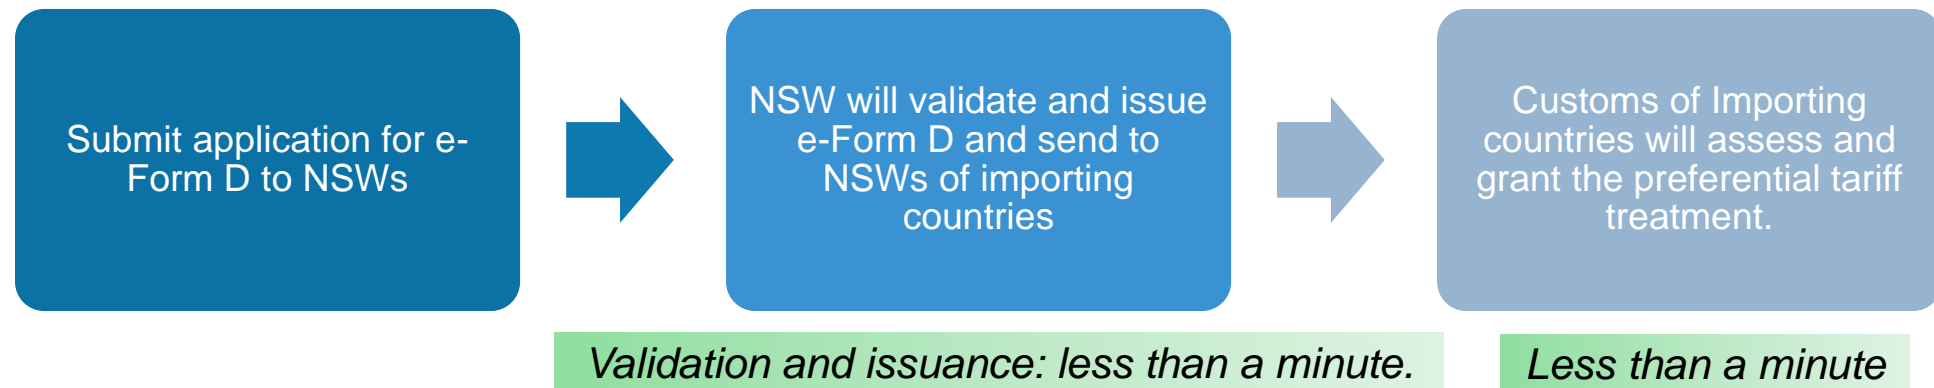 Submit application for e-
Form D to NSWs
NSW will validate and issue
e-Form D and send to
NSWs of importing
countries
Customs of Importing
countries will assess and
grant the preferential tariff
treatment.
Validation and issuance: less than a minute.
Less than a minute